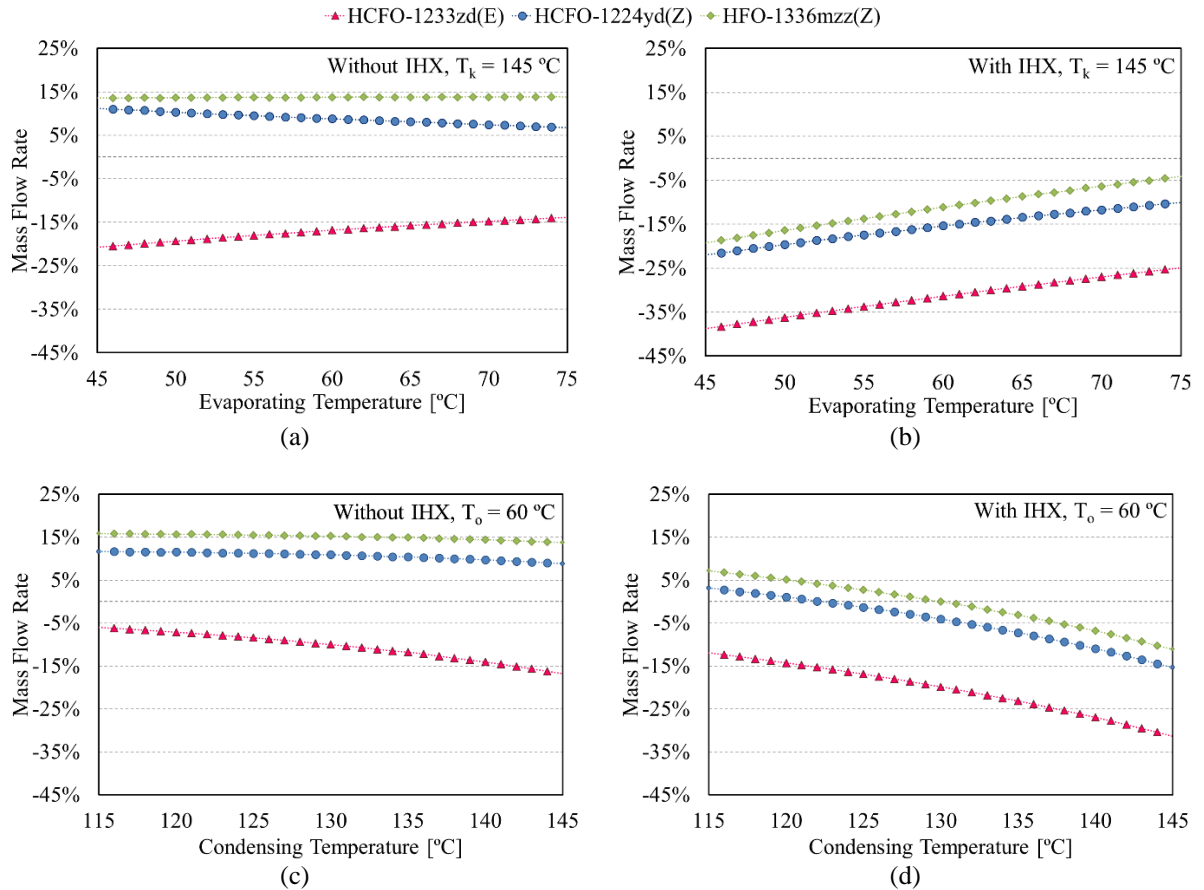 HCFO-1233zd(E) HCFO-1224yd(Z) HFO-1336mzz(Z)
25%
15%
5%
-5%
-15%
-25%
-35%
-45%
Mass Flow Rate
Without IHX, Tk = 145 ºC
45 50 55 60 65 70 75
Evaporating Temperature [ºC]
(a)
25%
15%
5%
-5%
-15%
-25%
-35%
-45%
Mass Flow Rate
With IHX, Tk = 145 ºC
45 50 55 60 65 70 75
Evaporating Temperature [ºC]
(b)
25%
15%
5%
-5%
-15%
-25%
-35%
-45%
Mass Flow Rate
Without IHX, To = 60 ºC
115 120 125 130 135 140 145
Condensing Temperature [ºC]
(c)
25%
15%
5%
-5%
-15%
-25%
-35%
-45%
Mass Flow Rate
With IHX, To = 60 ºC
115 120 125 130 135 140 145
Condensing Temperature [ºC]
(d)